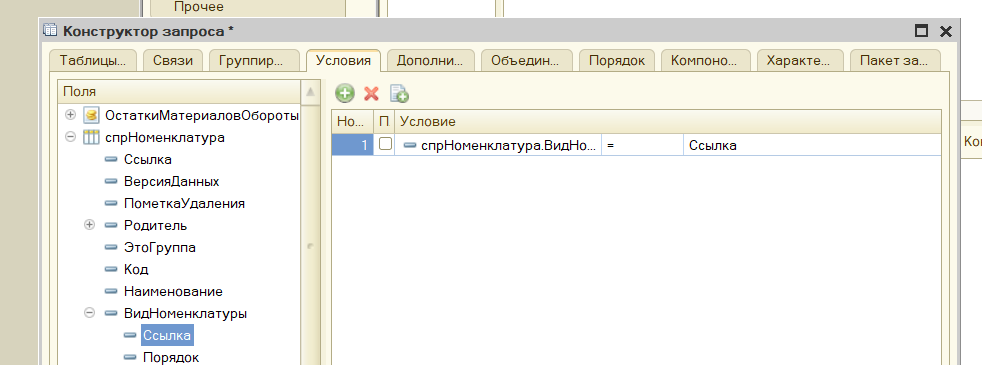 Прочее
Конструктор запроса *
Таблицы... Связи Группир... Условия Дополни... Объедин... Порядок Компоно... Характе... Пакет за...
Поля
ОстаткиМатериаловОбороты
спрНоменклатура
Ссылка
ВерсияДанных
ПометкаУдаления
Родитель
ЭтоГруппа
Код
Наименование
ВидНоменклатуры
Ссылка
Порядок
Но... П Условие
1 спрНоменклатура.ВидНо... = Ссылка
Ко